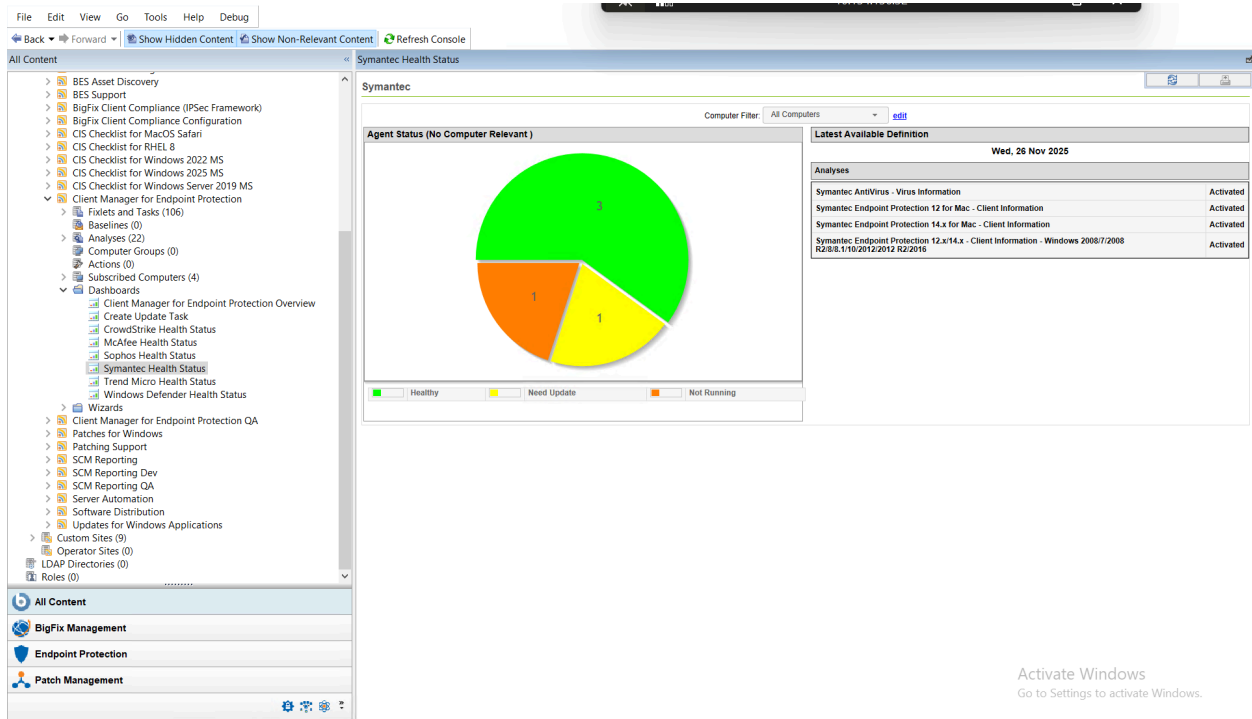 File Edit View Go Tools Help Debug
Back Forward Show Hidden Content Show Non-Relevant Content Refresh Console
All Content
BES Asset Discovery
BES Support
BigFix Client Compliance (IPSec Framework)
BigFix Client Compliance Configuration
CIS Checklist for MacOS Safari
CIS Checklist for RHEL 8
CIS Checklist for Windows 2022 MS
CIS Checklist for Windows 2025 MS
CIS Checklist for Windows Server 2019 MS
Client Manager for Endpoint Protection
Fixlets and Tasks (106)
Baselines (0)
Analyses (22)
Computer Groups (0)
Actions (0)
Subscribed Computers (4)
Dashboards
Client Manager for Endpoint Protection Overview
Create Update Task
CrowdStrike Health Status
McAfee Health Status
Sophos Health Status
Symantec Health Status
Trend Micro Health Status
Windows Defender Health Status
Wizards
Client Manager for Endpoint Protection QA
Patches for Windows
Patching Support
SCM Reporting
SCM Reporting Dev
SCM Reporting QA
Server Automation
Software Distribution
Updates for Windows Applications
Custom Sites (9)
Operator Sites (0)
LDAP Directories (0)
Roles (0)
All Content
BigFix Management
Endpoint Protection
Patch Management
Symantec Health Status
Symantec
Computer Filter: All Computers edit
Agent Status (No Computer Relevant )
3
1
1
Healthy Need Update Not Running
Latest Available Definition
Wed, 26 Nov 2025
Analyses
Symantec AntiVirus - Virus Information Activated
Symantec Endpoint Protection 12 for Mac - Client Information Activated
Symantec Endpoint Protection 14.x for Mac - Client Information Activated
Symantec Endpoint Protection 12.x/14.x - Client Information - Windows 2008/7/2008
R2/8/8.1/10/2012/2012 R2/2016 Activated
Activate Windows
Go to Settings to activate Windows.